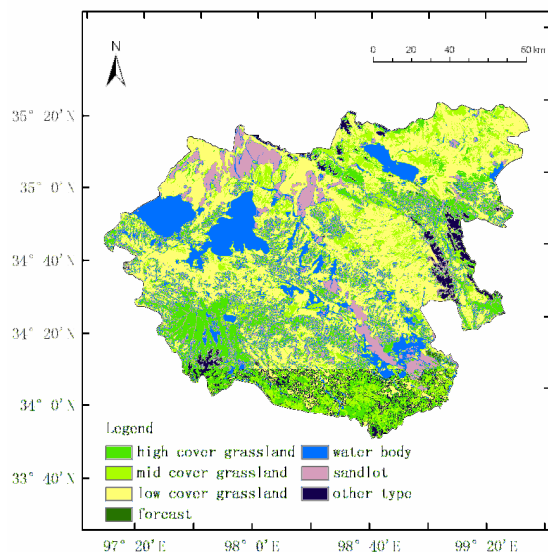 N
0 20 40 60 km
35° 20'N
35° 0'N
34° 40'N
34° 20'N
34° 0'N
33° 40'N
Legend
high cover grassland
water body
mid cover grassland
sandlot
low cover grassland
other type
forcast
97° 20'E 98° 0'E 98° 40'E 99° 20'E